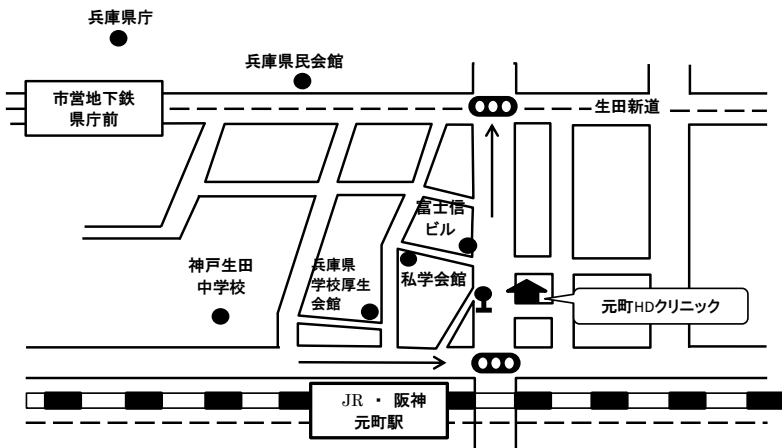 兵庫県庁
兵庫県民会館
市営地下鉄
県庁前
生田新道
富士信
ビル
神戸生田
中学校
兵庫県
学校厚生
会館
私学会館
元町HDクリニック
JR ・ 阪神
元町駅